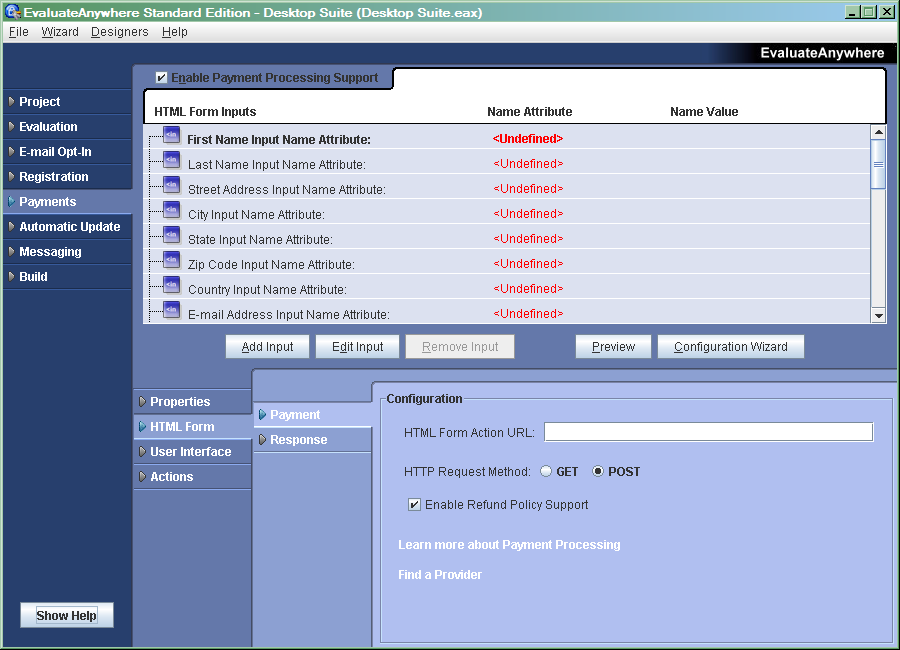 EvaluateAnywhere Standard Edition - Desktop Suite (Desktop Suite.eax)
File Wizard Designers Help
EvaluateAnywhere
Project
Evaluation
E-mail Opt-In
Registration
Payments
Automatic Update
Messaging
Build
Show Help
Enable Payment Processing Support
HTML Form Inputs Name Attribute Name Value
First Name Input Name Attribute: <Undefined>
Last Name Input Name Attribute: <Undefined>
Street Address Input Name Attribute: <Undefined>
City Input Name Attribute: <Undefined>
State Input Name Attribute: <Undefined>
Zip Code Input Name Attribute: <Undefined>
Country Input Name Attribute: <Undefined>
E-mail Address Input Name Attribute: <Undefined>
Add Input Edit Input Remove Input Preview Configuration Wizard
Properties
HTML Form
User Interface
Actions
Payment
Response
Configuration
HTML Form Action URL:
HTTP Request Method: GET POST
Enable Refund Policy Support
Learn more about Payment Processing
Find a Provider